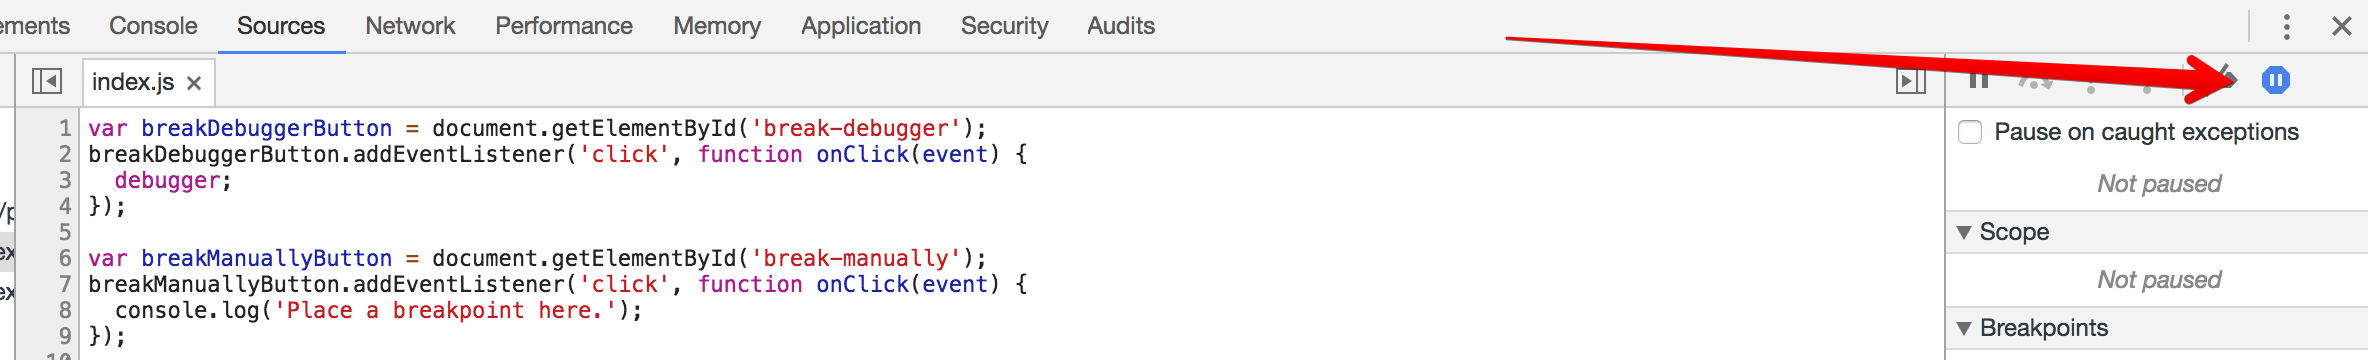 ements Console Sources Network Performance Memory Application Security Audits
index.js
1 var breakDebuggerButton = document.getElementById('break-debugger');
2 breakDebuggerButton.addEventListener('click', function onClick(event) {
3   debugger;
4 });
5
6 var breakManuallyButton = document.getElementById('break-manually');
7 breakManuallyButton.addEventListener('click', function onClick(event) {
8   console.log('Place a breakpoint here.');
9 });
10
/p
ex
ex
Pause on caught exceptions
Not paused
Scope
Not paused
Breakpoints